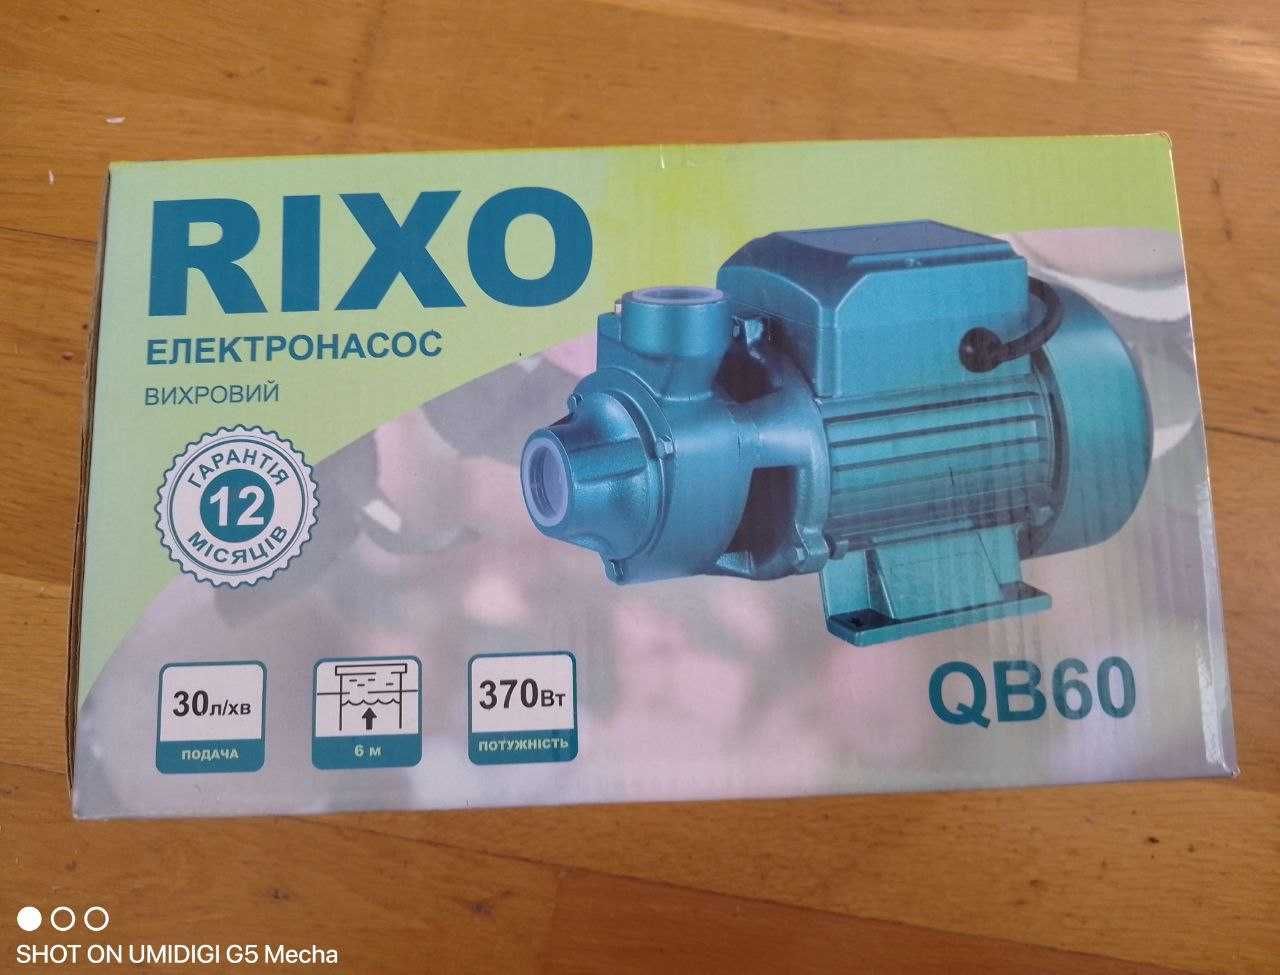 RIXO
ЕЛЕКТРОНАСОС
ВИХРОВИЙ
ГАРАНТІЯ
12
МІСЯЦІВ
30л/хв
ПОДАЧА
6 м
370Вт
ПОТУЖНІСТЬ
QB60
SHOT ON UMIDIGI G5 Mecha